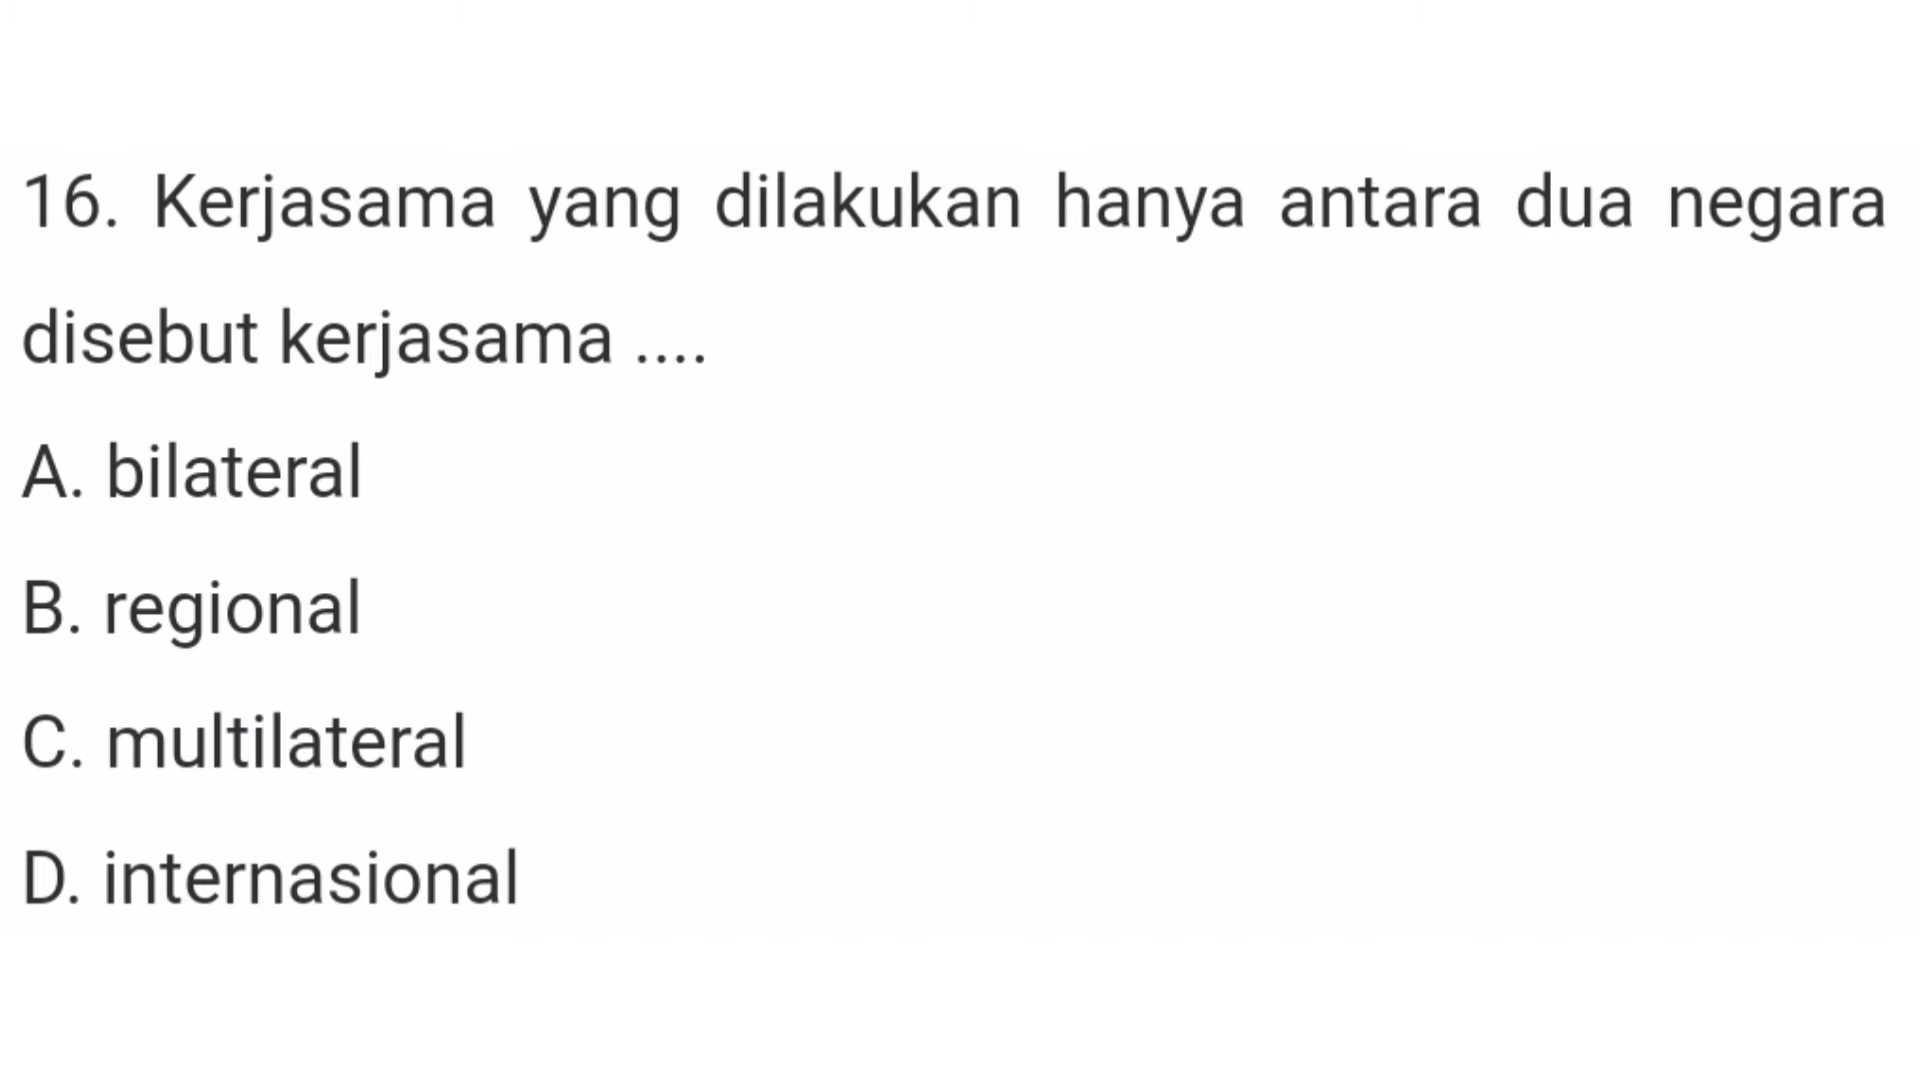 16. Kerjasama yang dilakukan hanya antara dua negara
disebut kerjasama ....
A. bilateral
B. regional
C. multilateral
D. internasional